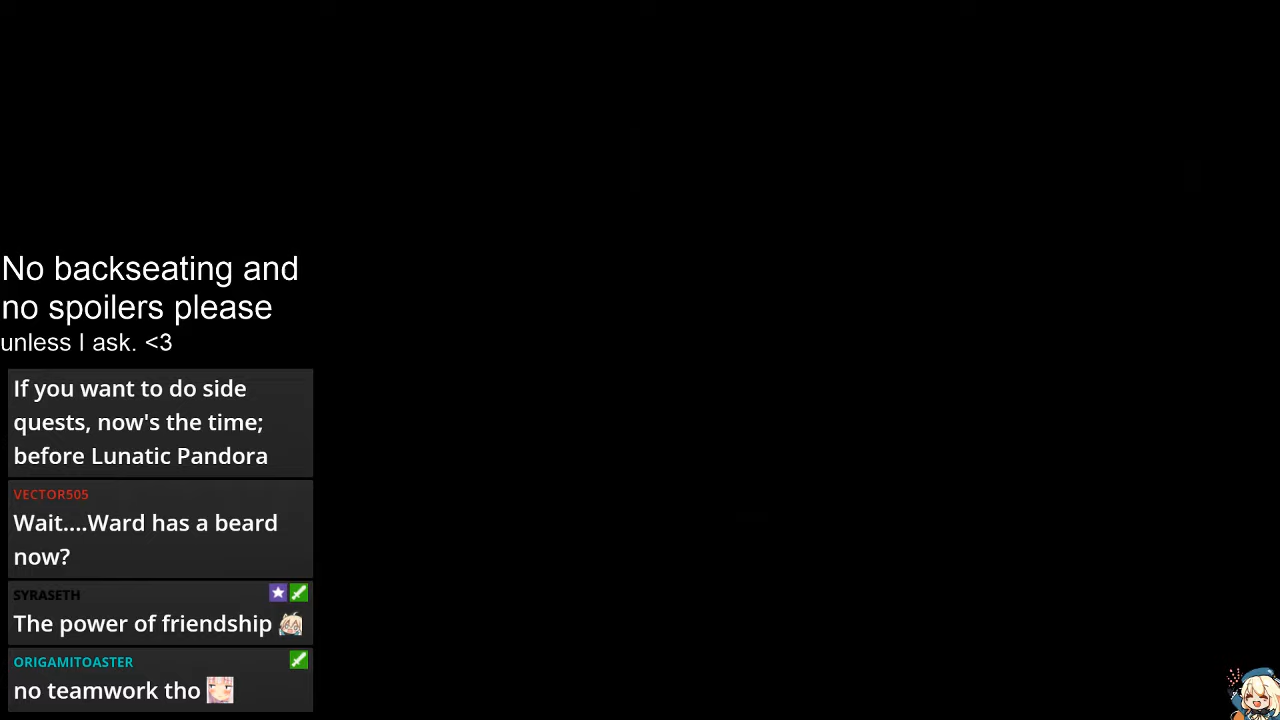 No backseating and
no spoilers please
unless I ask. <3
If you want to do side
quests, now's the time;
before Lunatic Pandora
VECTOR505
Wait....Ward has a beard
now?
SYRASETH
The power of friendship
ORIGAMITOASTER
no teamwork tho